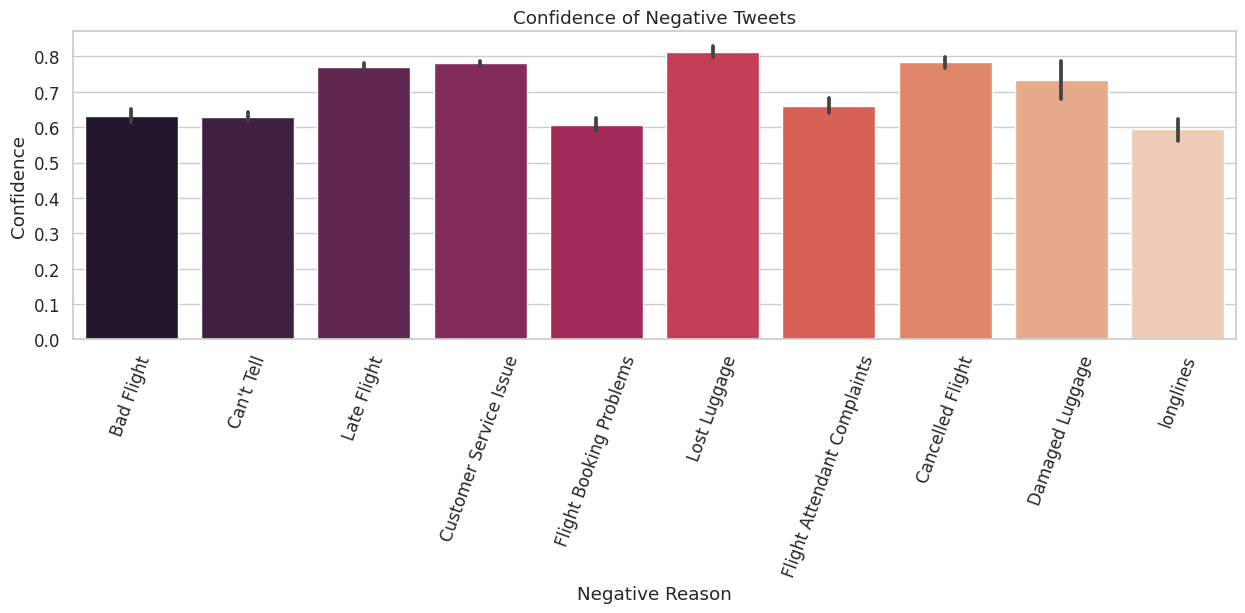 Confidence of Negative Tweets
Confidence
0.8
0.7
0.6
0.5
0.4
0.3
0.2
0.1
0.0
Bad Flight
Can't Tell
Late Flight
Customer Service Issue
Flight Booking Problems
Lost Luggage
Flight Attendant Complaints
Cancelled Flight
Damaged Luggage
longlines
Negative Reason